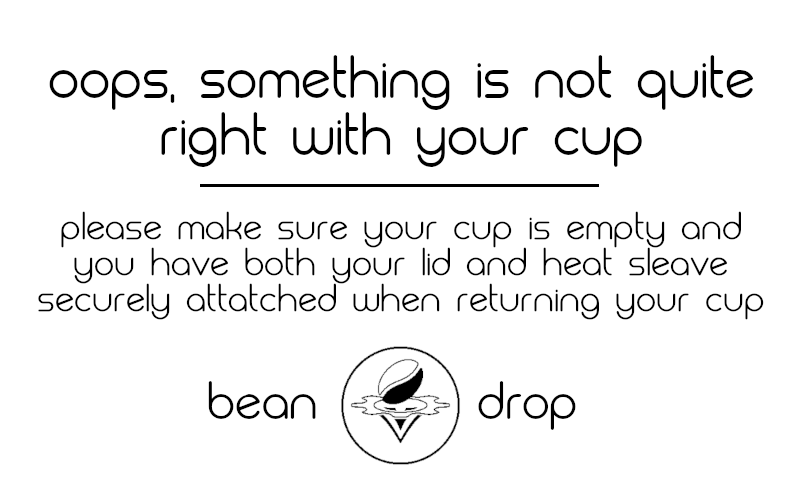 oops, something is not quite
right with your cup
please make sure your cup is empty and
you have both your lid and heat sleave
securely attatched when returning your cup
bean drop